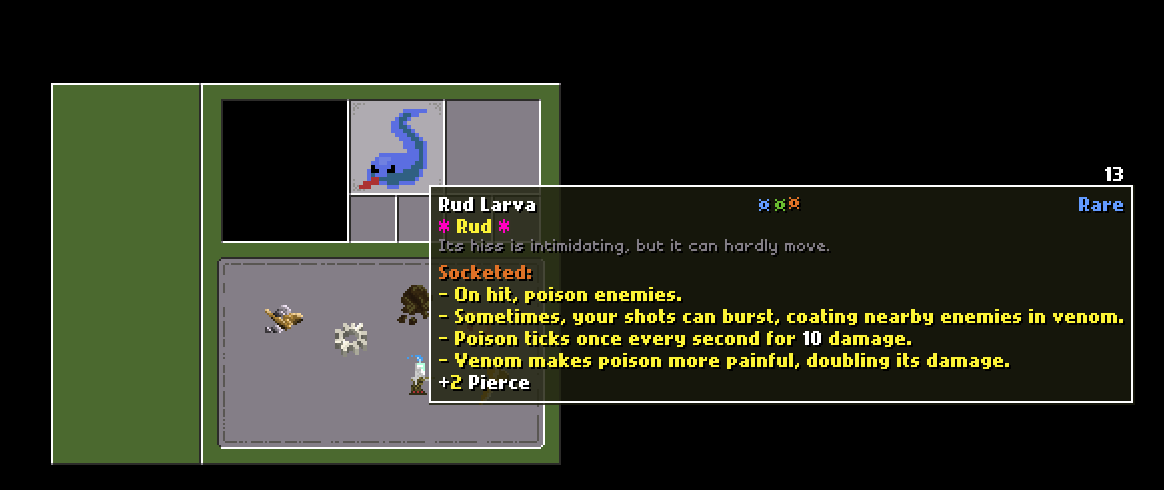 13
Rud Larva Rare
* Rud *
Its hiss is intimidating, but it can hardly move.
Socketed:
- On hit, poison enemies.
- Sometimes, your shots can burst, coating nearby enemies in venom.
- Poison ticks once every second for 10 damage.
- Venom makes poison more painful, doubling its damage.
+2 Pierce